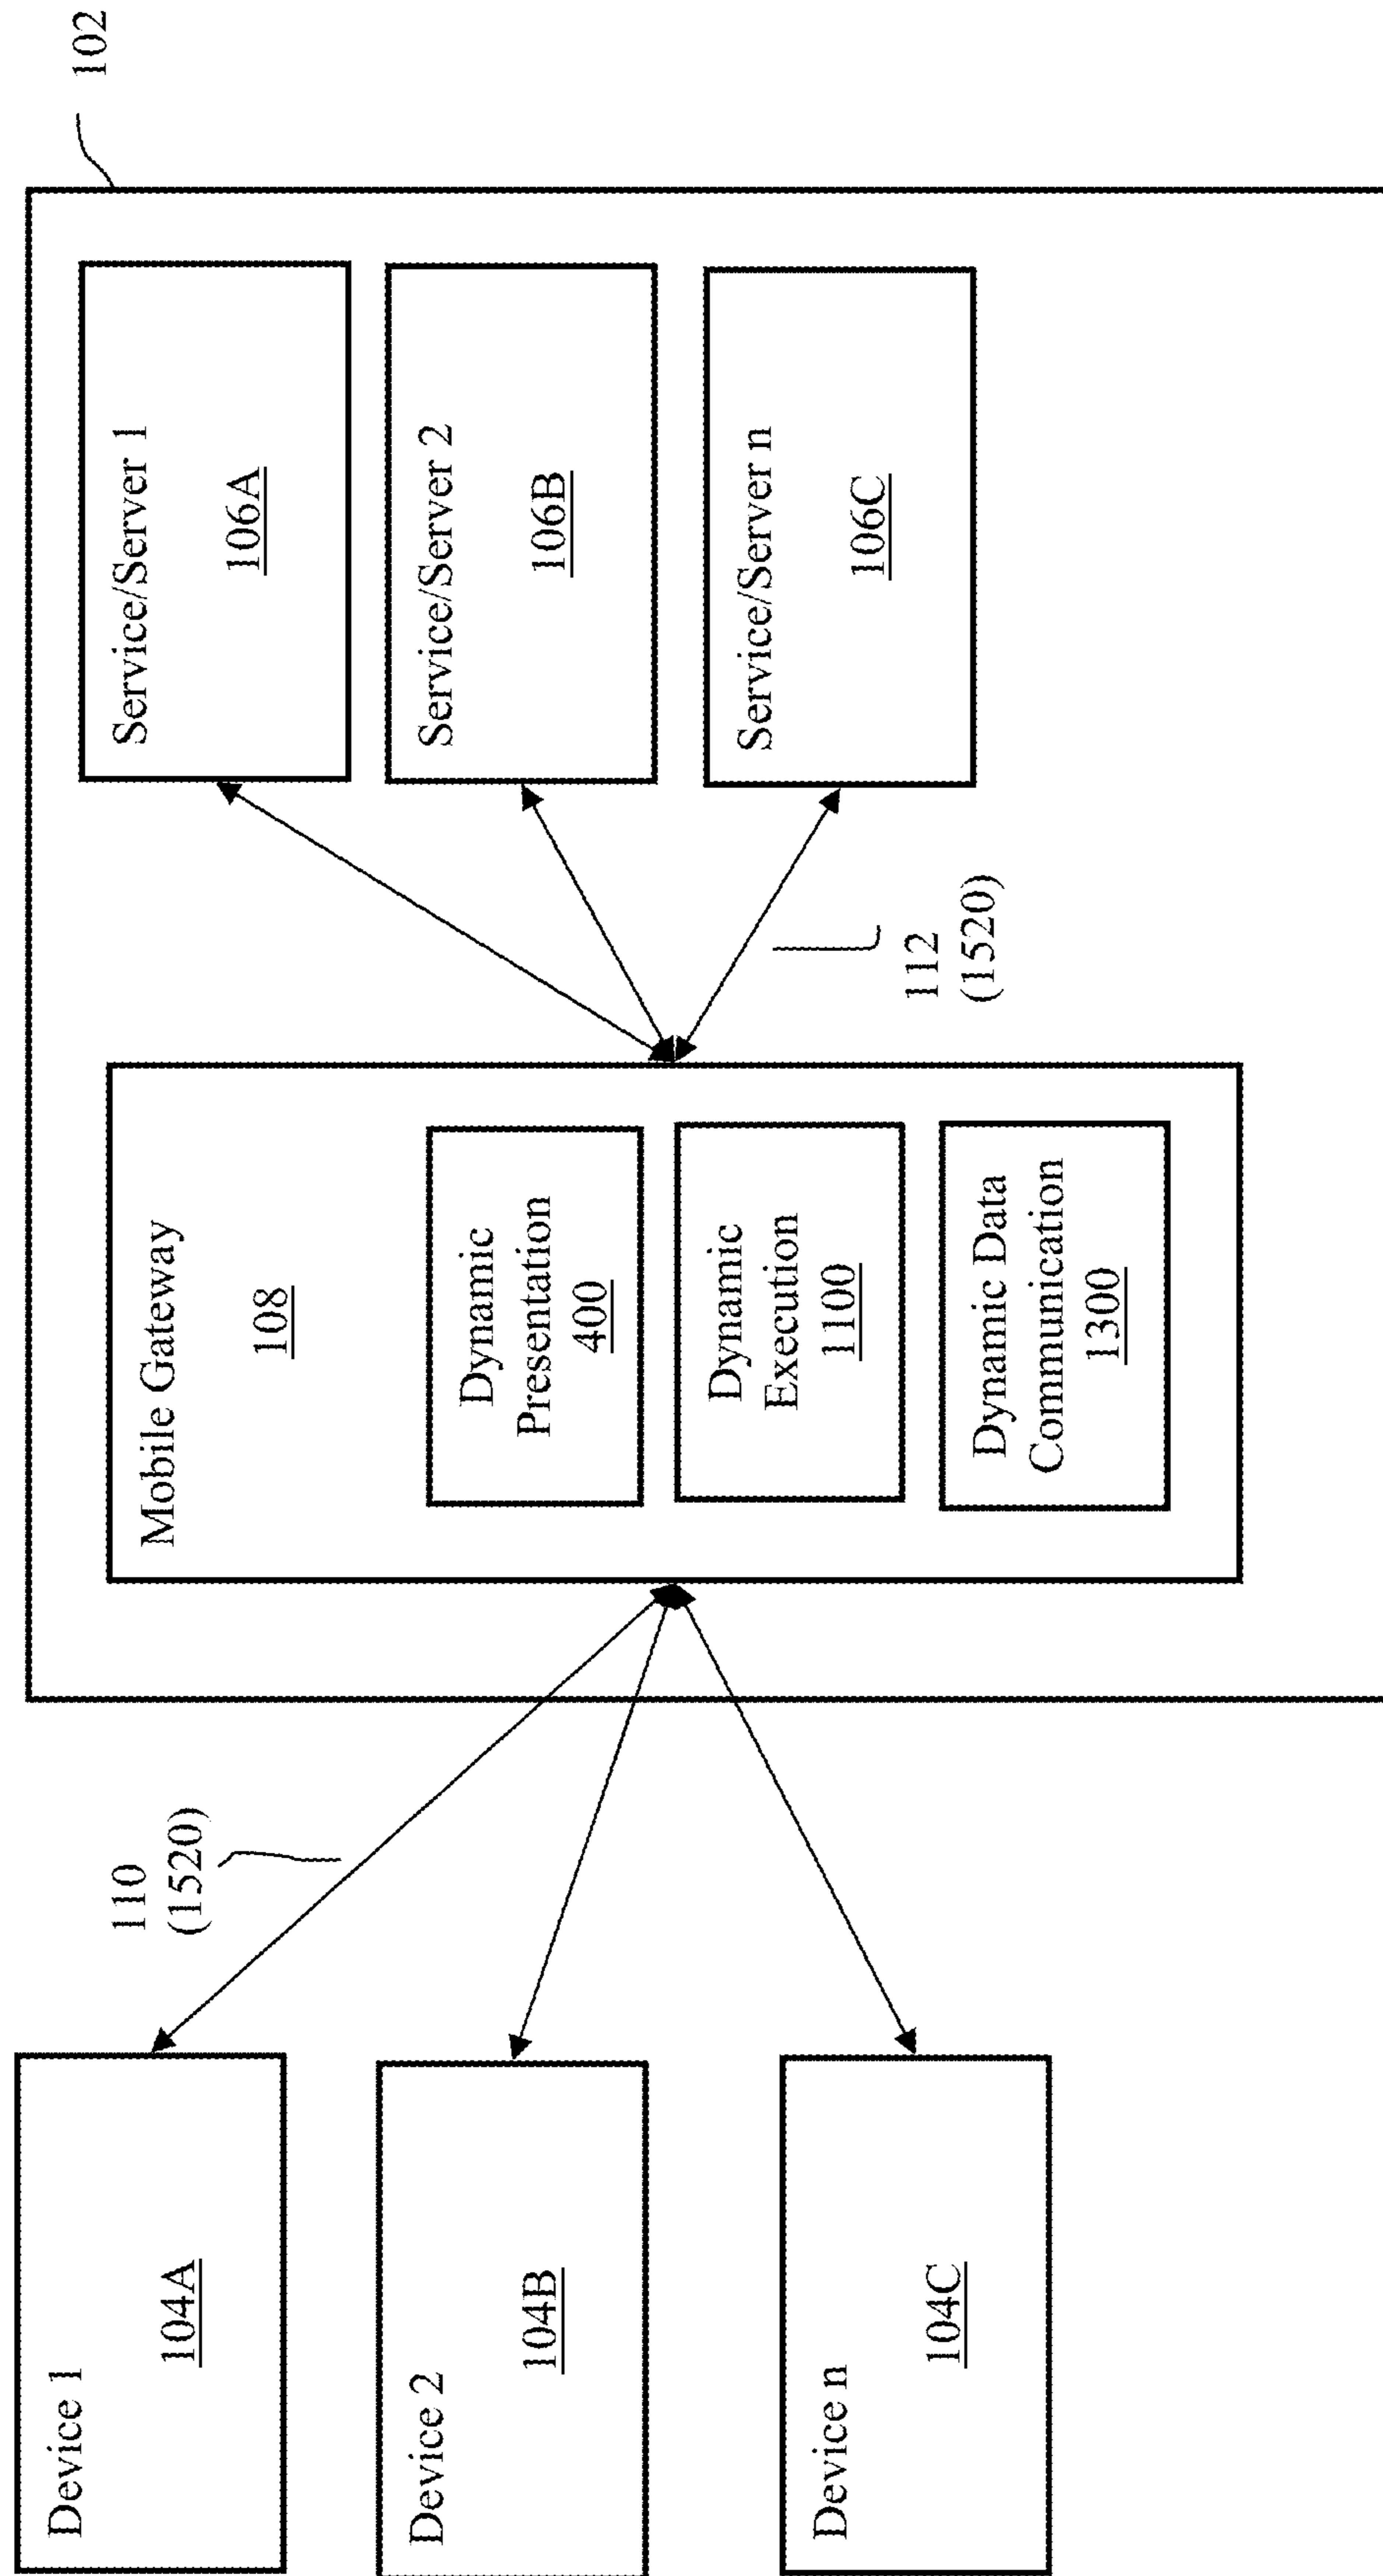 102
Device 1
104A
Device 2
104B
Device n
104C
110
(1520)
Mobile Gateway
108
Dynamic
Presentation
400
Dynamic
Execution
1100
Dynamic Data
Communication
1300
112
(1520)
Service/Server 1
106A
Service/Server 2
106B
Service/Server n
106C